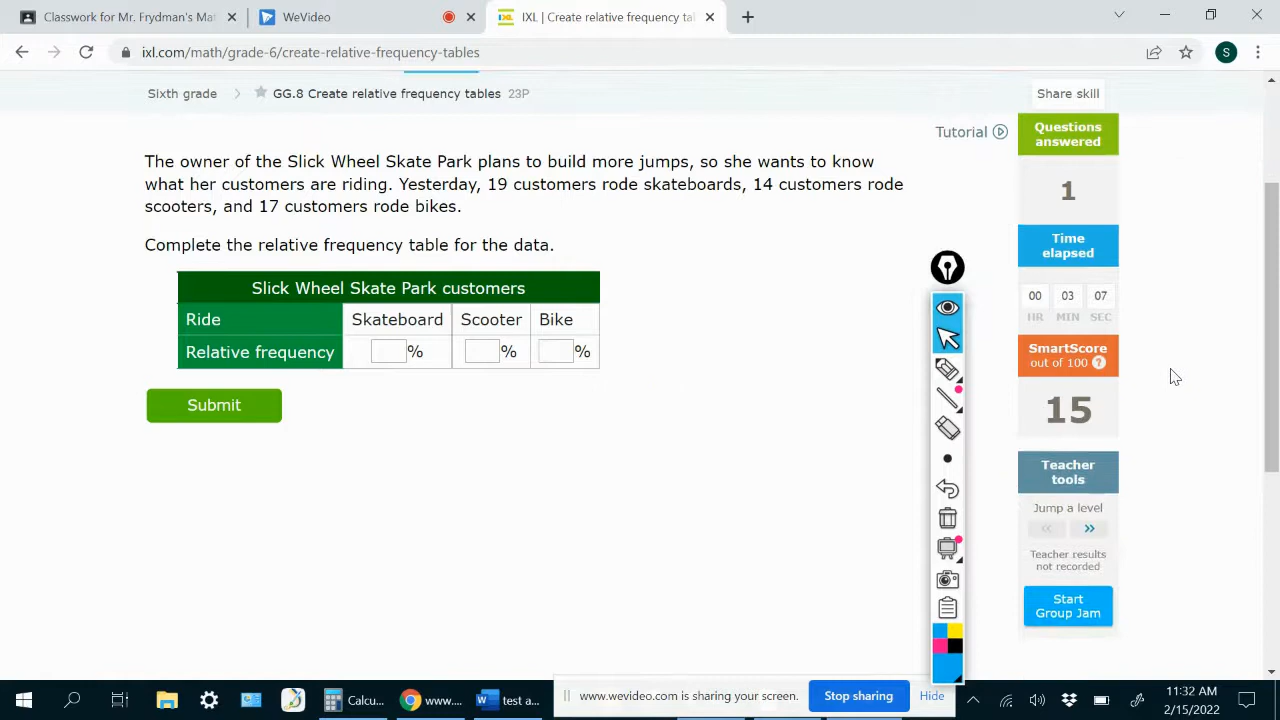 Classwork for Mr. Frydman's Mat
WeVideo
IXL | Create relative frequency tab
ixl.com/math/grade-6/create-relative-frequency-tables
S
Sixth grade > GG.8 Create relative frequency tables 23P
Share skill
Tutorial
The owner of the Slick Wheel Skate Park plans to build more jumps, so she wants to know
what her customers are riding. Yesterday, 19 customers rode skateboards, 14 customers rode
scooters, and 17 customers rode bikes.
Complete the relative frequency table for the data.
Slick Wheel Skate Park customers
Ride Skateboard Scooter Bike
Relative frequency % % %
Submit
Questions
answered
1
Time
elapsed
00 03 07
HR MIN SEC
SmartScore
out of 100 ?
15
Teacher
tools
Jump a level
<< >>
Teacher results
not recorded
Start
Group Jam
Calcu...
www....
test a...
www.wevideo.com is sharing your screen.
Stop sharing
Hide
11:32 AM
2/15/2022